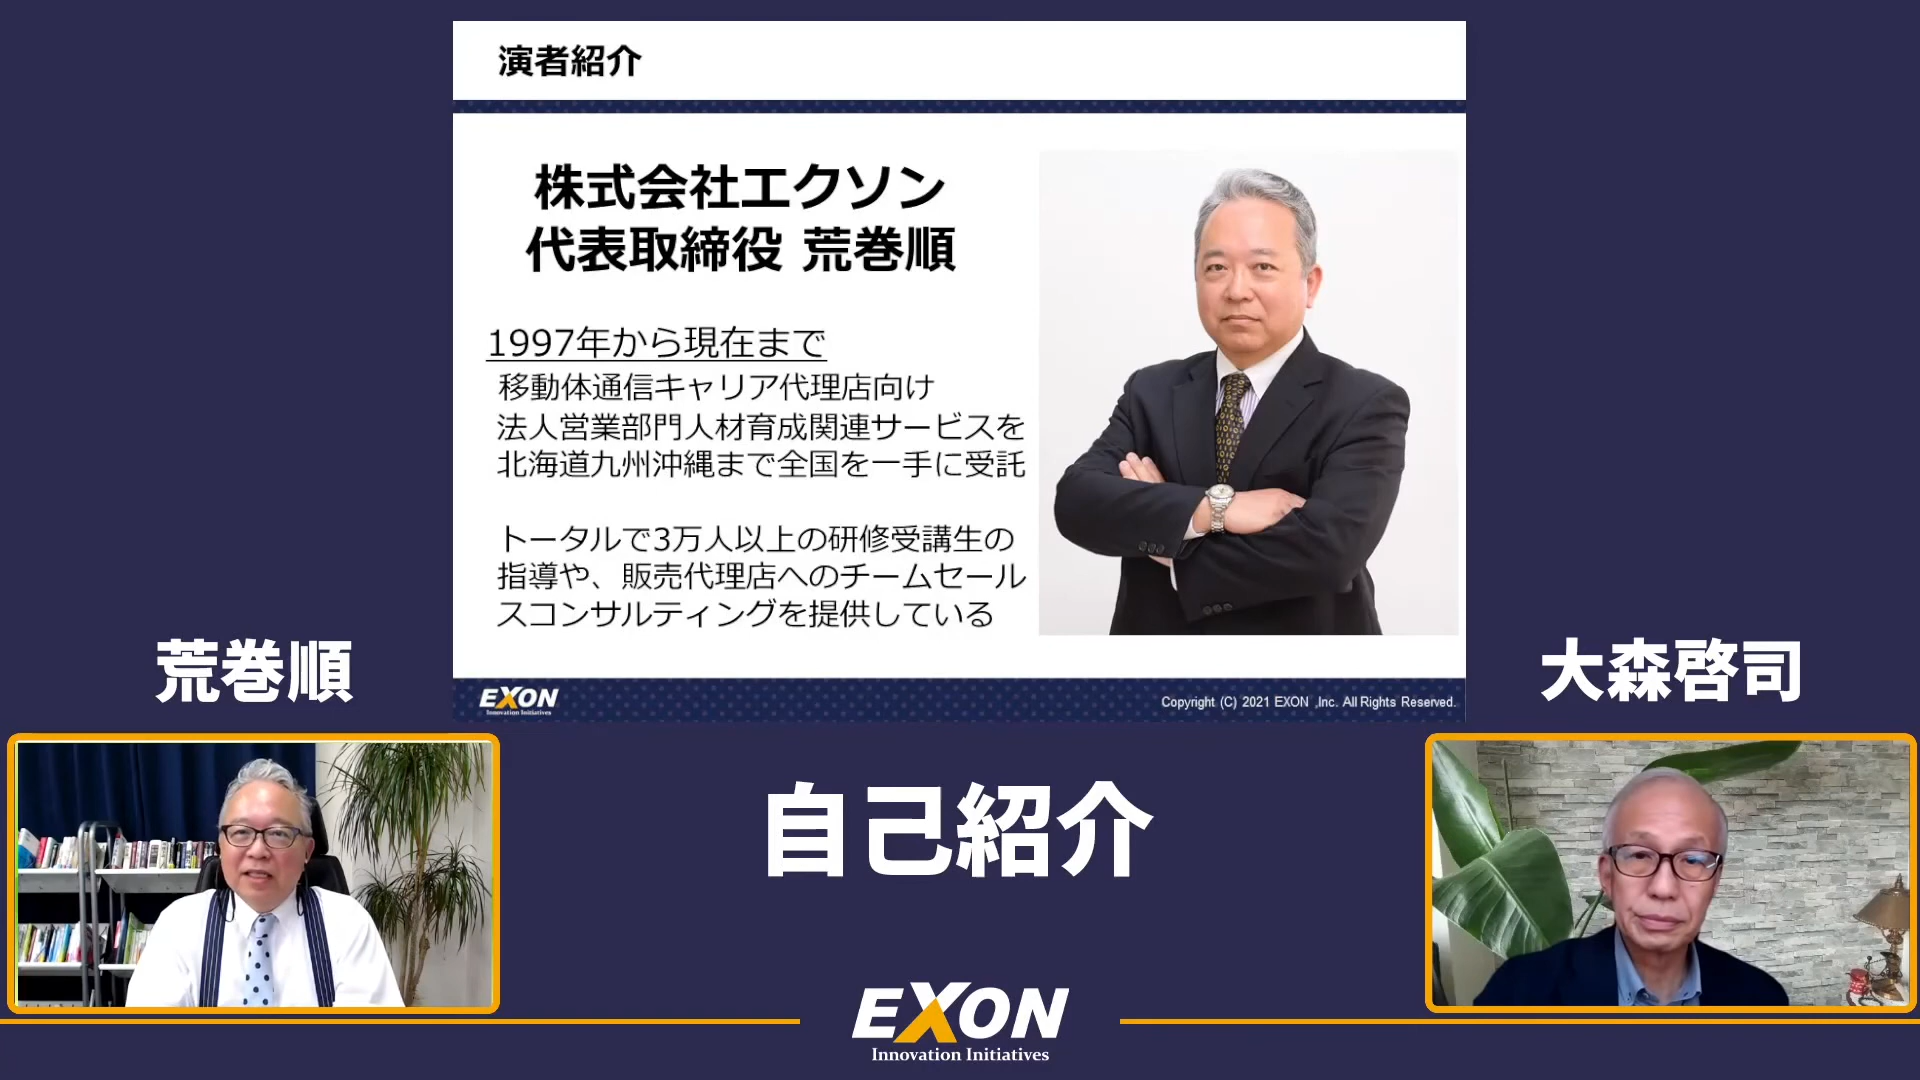 演者紹介
株式会社エクソン
代表取締役 荒巻順
1997年から現在まで
移動体通信キャリア代理店向け
法人営業部門人材育成関連サービスを
北海道九州沖縄まで全国を一手に受託
トータルで3万人以上の研修受講生の
指導や、販売代理店へのチームセール
スコンサルティングを提供している
EXON
Innovation Initiatives
Copyright (C) 2021 EXON ,Inc. All Rights Reserved.
荒巻順
大森啓司
自己紹介
EXON
Innovation Initiatives